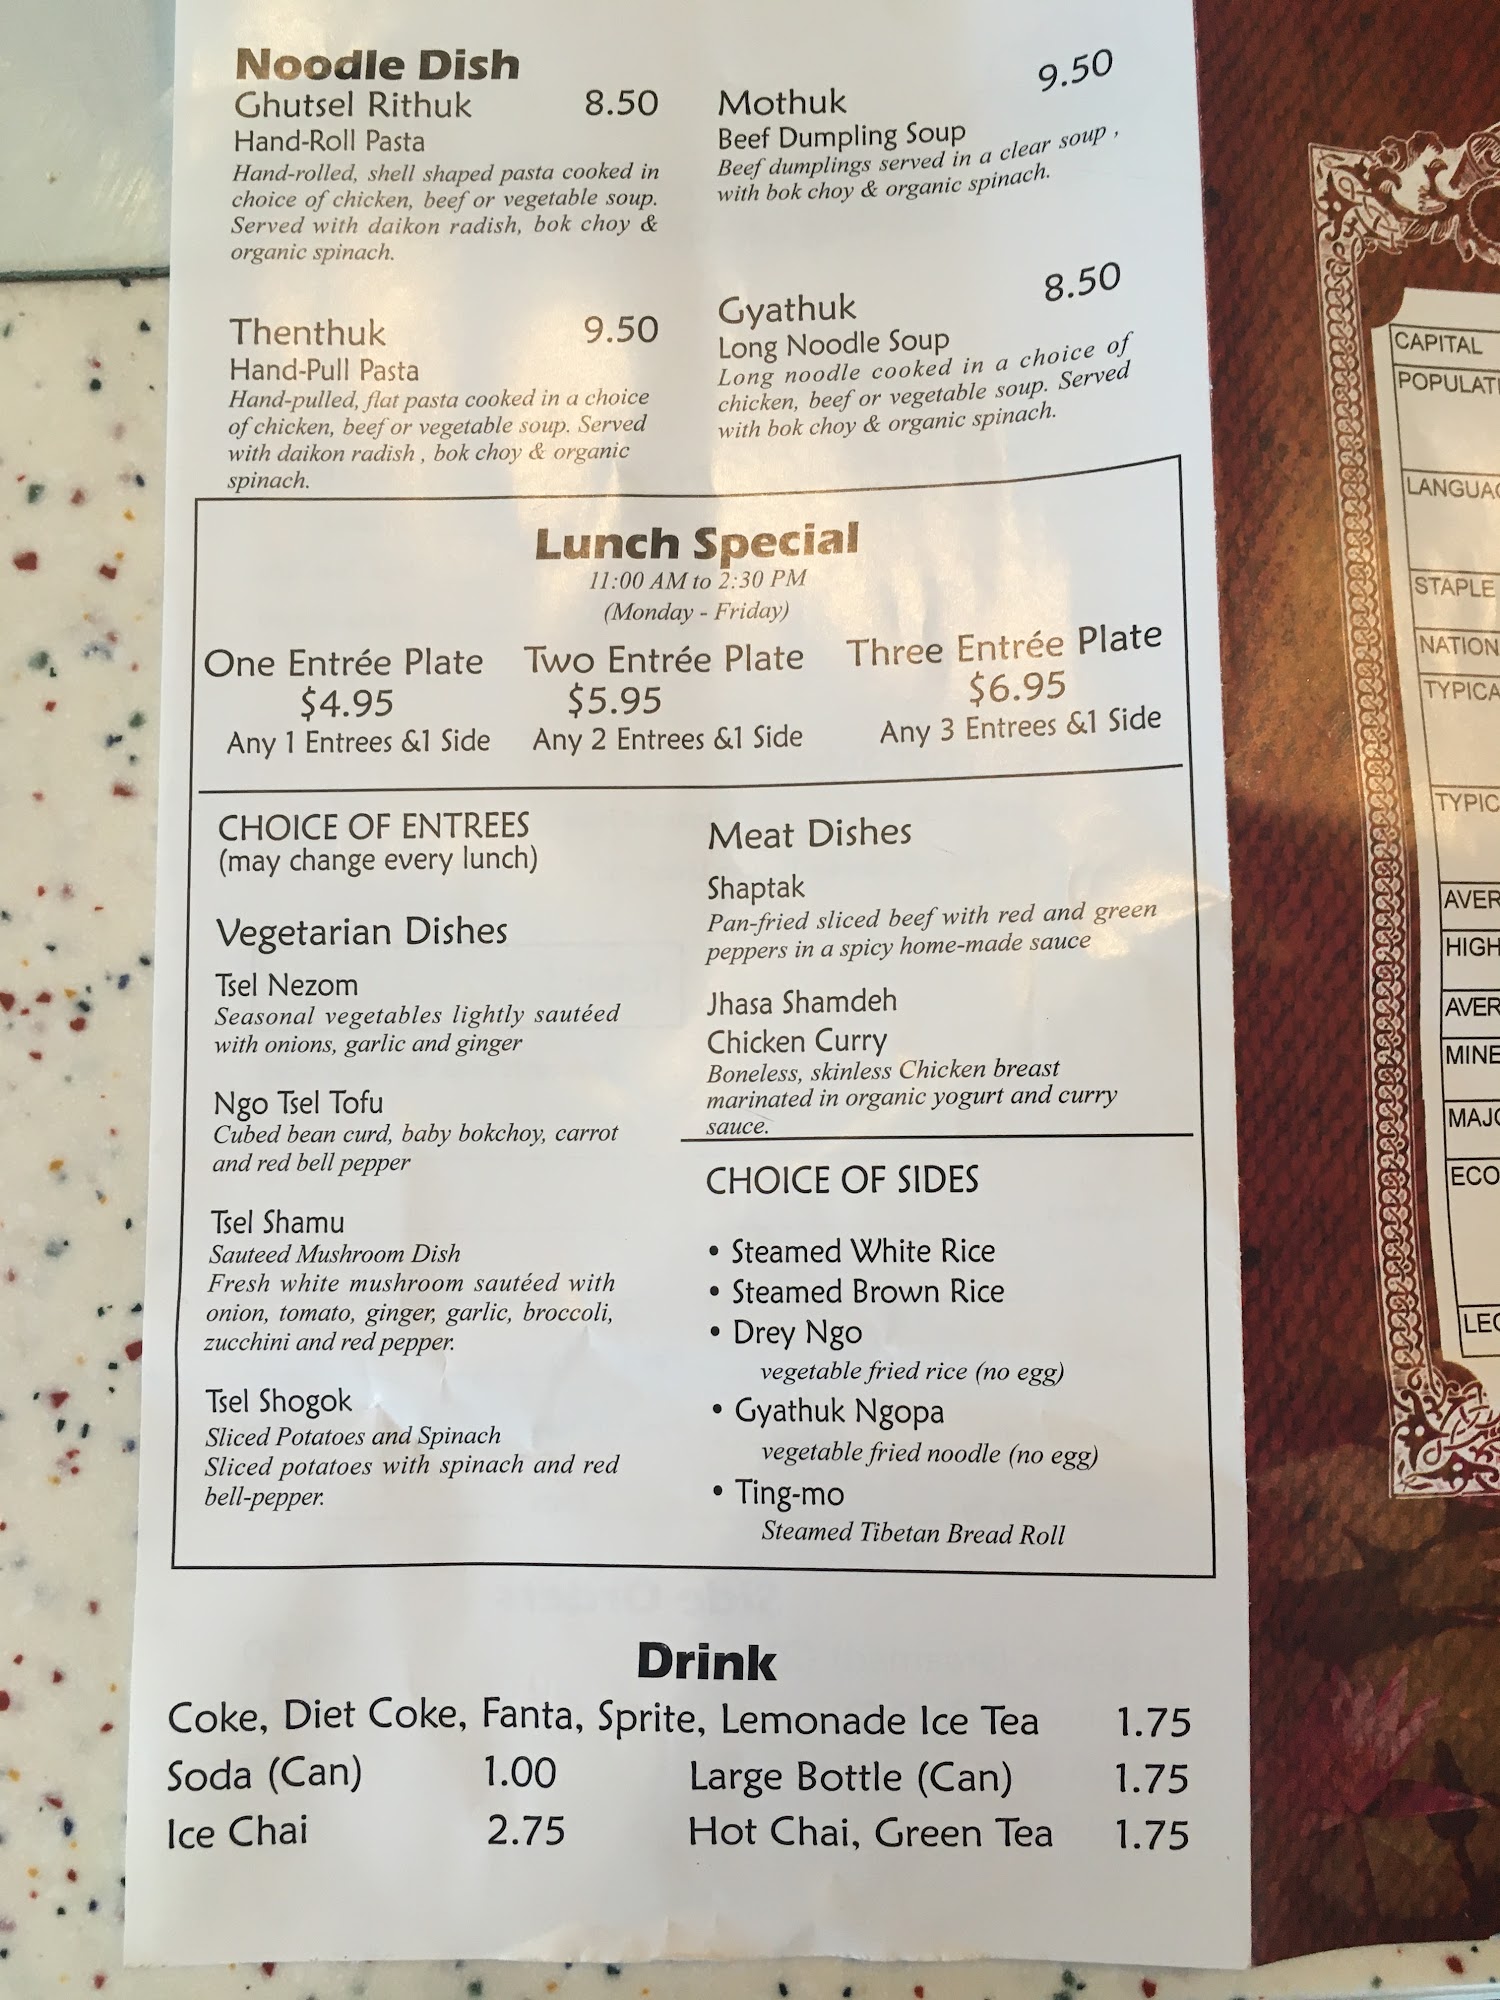 Noodle Dish
Ghutsel Rithuk 8.50
Hand-Roll Pasta
Hand-rolled, shell shaped pasta cooked in
choice of chicken, beef or vegetable soup.
Served with daikon radish, bok choy &
organic spinach.
Thenthuk 9.50
Hand-Pull Pasta
Hand-pulled, flat pasta cooked in a choice
of chicken, beef or vegetable soup. Served
with daikon radish , bok choy & organic
spinach.
Mothuk 9.50
Beef Dumpling Soup
Beef dumplings served in a clear soup ,
with bok choy & organic spinach.
Gyathuk 8.50
Long Noodle Soup
Long noodle cooked in a choice of
chicken, beef or vegetable soup. Served
with bok choy & organic spinach.
Lunch Special
11:00 AM to 2:30 PM
(Monday - Friday)
One Entrée Plate
$4.95
Any 1 Entrees &1 Side
Two Entrée Plate
$5.95
Any 2 Entrees &1 Side
Three Entrée Plate
$6.95
Any 3 Entrees &1 Side
CHOICE OF ENTREES
(may change every lunch)
Vegetarian Dishes
Tsel Nezom
Seasonal vegetables lightly sautéed
with onions, garlic and ginger
Ngo Tsel Tofu
Cubed bean curd, baby bokchoy, carrot
and red bell pepper
Tsel Shamu
Sauteed Mushroom Dish
Fresh white mushroom sautéed with
onion, tomato, ginger, garlic, broccoli,
zucchini and red pepper.
Tsel Shogok
Sliced Potatoes and Spinach
Sliced potatoes with spinach and red
bell-pepper.
Meat Dishes
Shaptak
Pan-fried sliced beef with red and green
peppers in a spicy home-made sauce
Jhasa Shamdeh
Chicken Curry
Boneless, skinless Chicken breast
marinated in organic yogurt and curry
sauce.
CHOICE OF SIDES
• Steamed White Rice
• Steamed Brown Rice
• Drey Ngo
vegetable fried rice (no egg)
• Gyathuk Ngopa
vegetable fried noodle (no egg)
• Ting-mo
Steamed Tibetan Bread Roll
Drink
Coke, Diet Coke, Fanta, Sprite, Lemonade Ice Tea 1.75
Soda (Can) 1.00 Large Bottle (Can) 1.75
Ice Chai 2.75 Hot Chai, Green Tea 1.75
CAPITAL
STAPLE